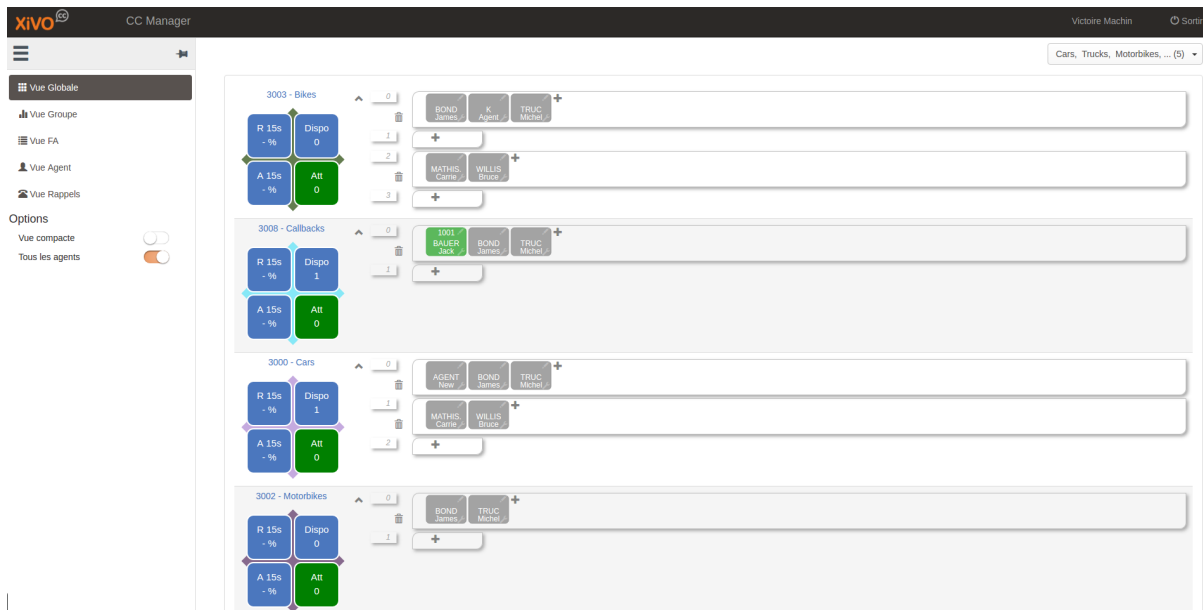 XiVO CC CC Manager Victoire Machin Sortir
Cars, Trucks, Motorbikes, ... (5)
Vue Globale
Vue Groupe
Vue FA
Vue Agent
Vue Rappels
Options
Vue compacte
Tous les agents
3003 - Bikes
R 15s Dispo
- % 0
A 15s Att
- % 0
0
BOND K TRUC
James Agent Michel
1
2
MATHIS. WILLIS
Carrie Bruce
3
3008 - Callbacks
R 15s Dispo
- % 1
A 15s Att
- % 0
0
1001
BAUER BOND TRUC
Jack James Michel
1
3000 - Cars
R 15s Dispo
- % 1
A 15s Att
- % 0
0
AGENT BOND TRUC
New James Michel
1
MATHIS. WILLIS
Carrie Bruce
2
3002 - Motorbikes
R 15s Dispo
- % 0
A 15s Att
- % 0
0
BOND TRUC
James Michel
1